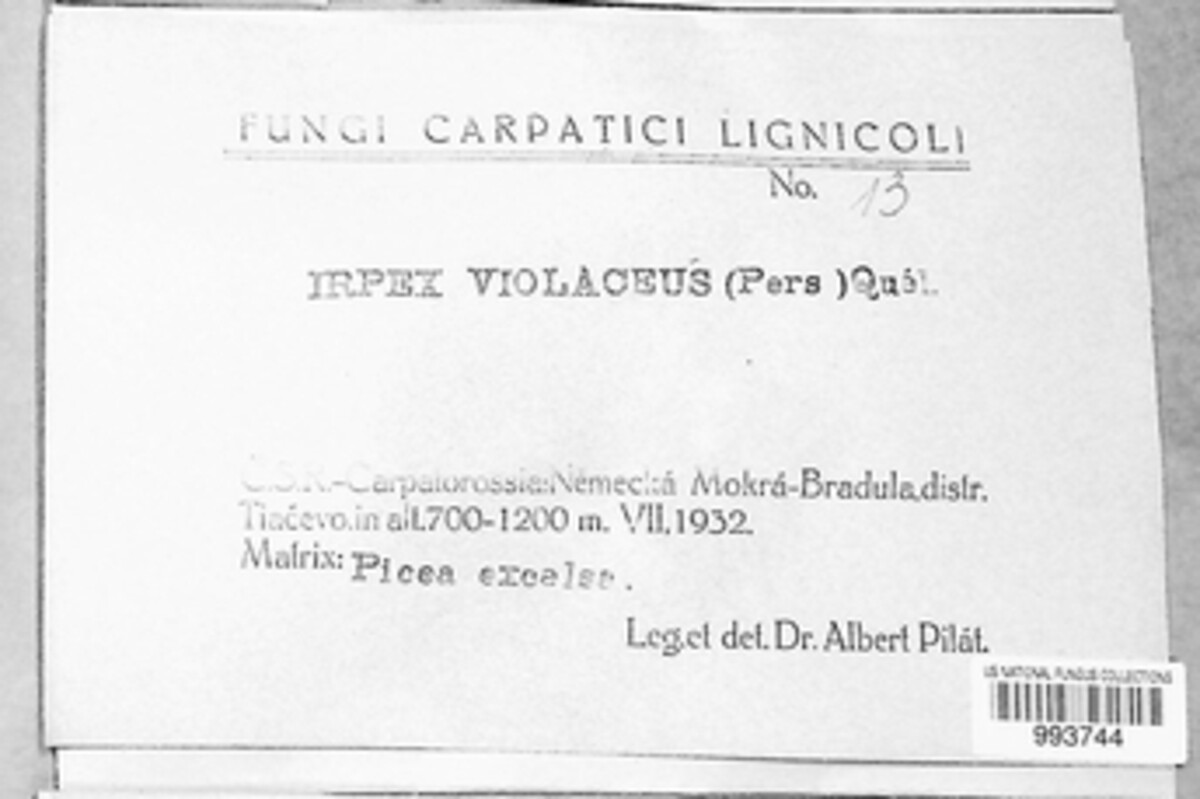 FUNGI CARPATICI LIGNICOLI
No. 13
IRPEX VIOLACEUS (Pers )Quél.
C.S.R.-Carpatorossia: Německá Mokrá-Bradula, distr.
Tiačevo. in alt. 700-1200 m. VII. 1932.
Matrix: Picea excelsa.
Leg. et det. Dr. Albert Pilát.
US NATIONAL FUNGUS COLLECTIONS
993744